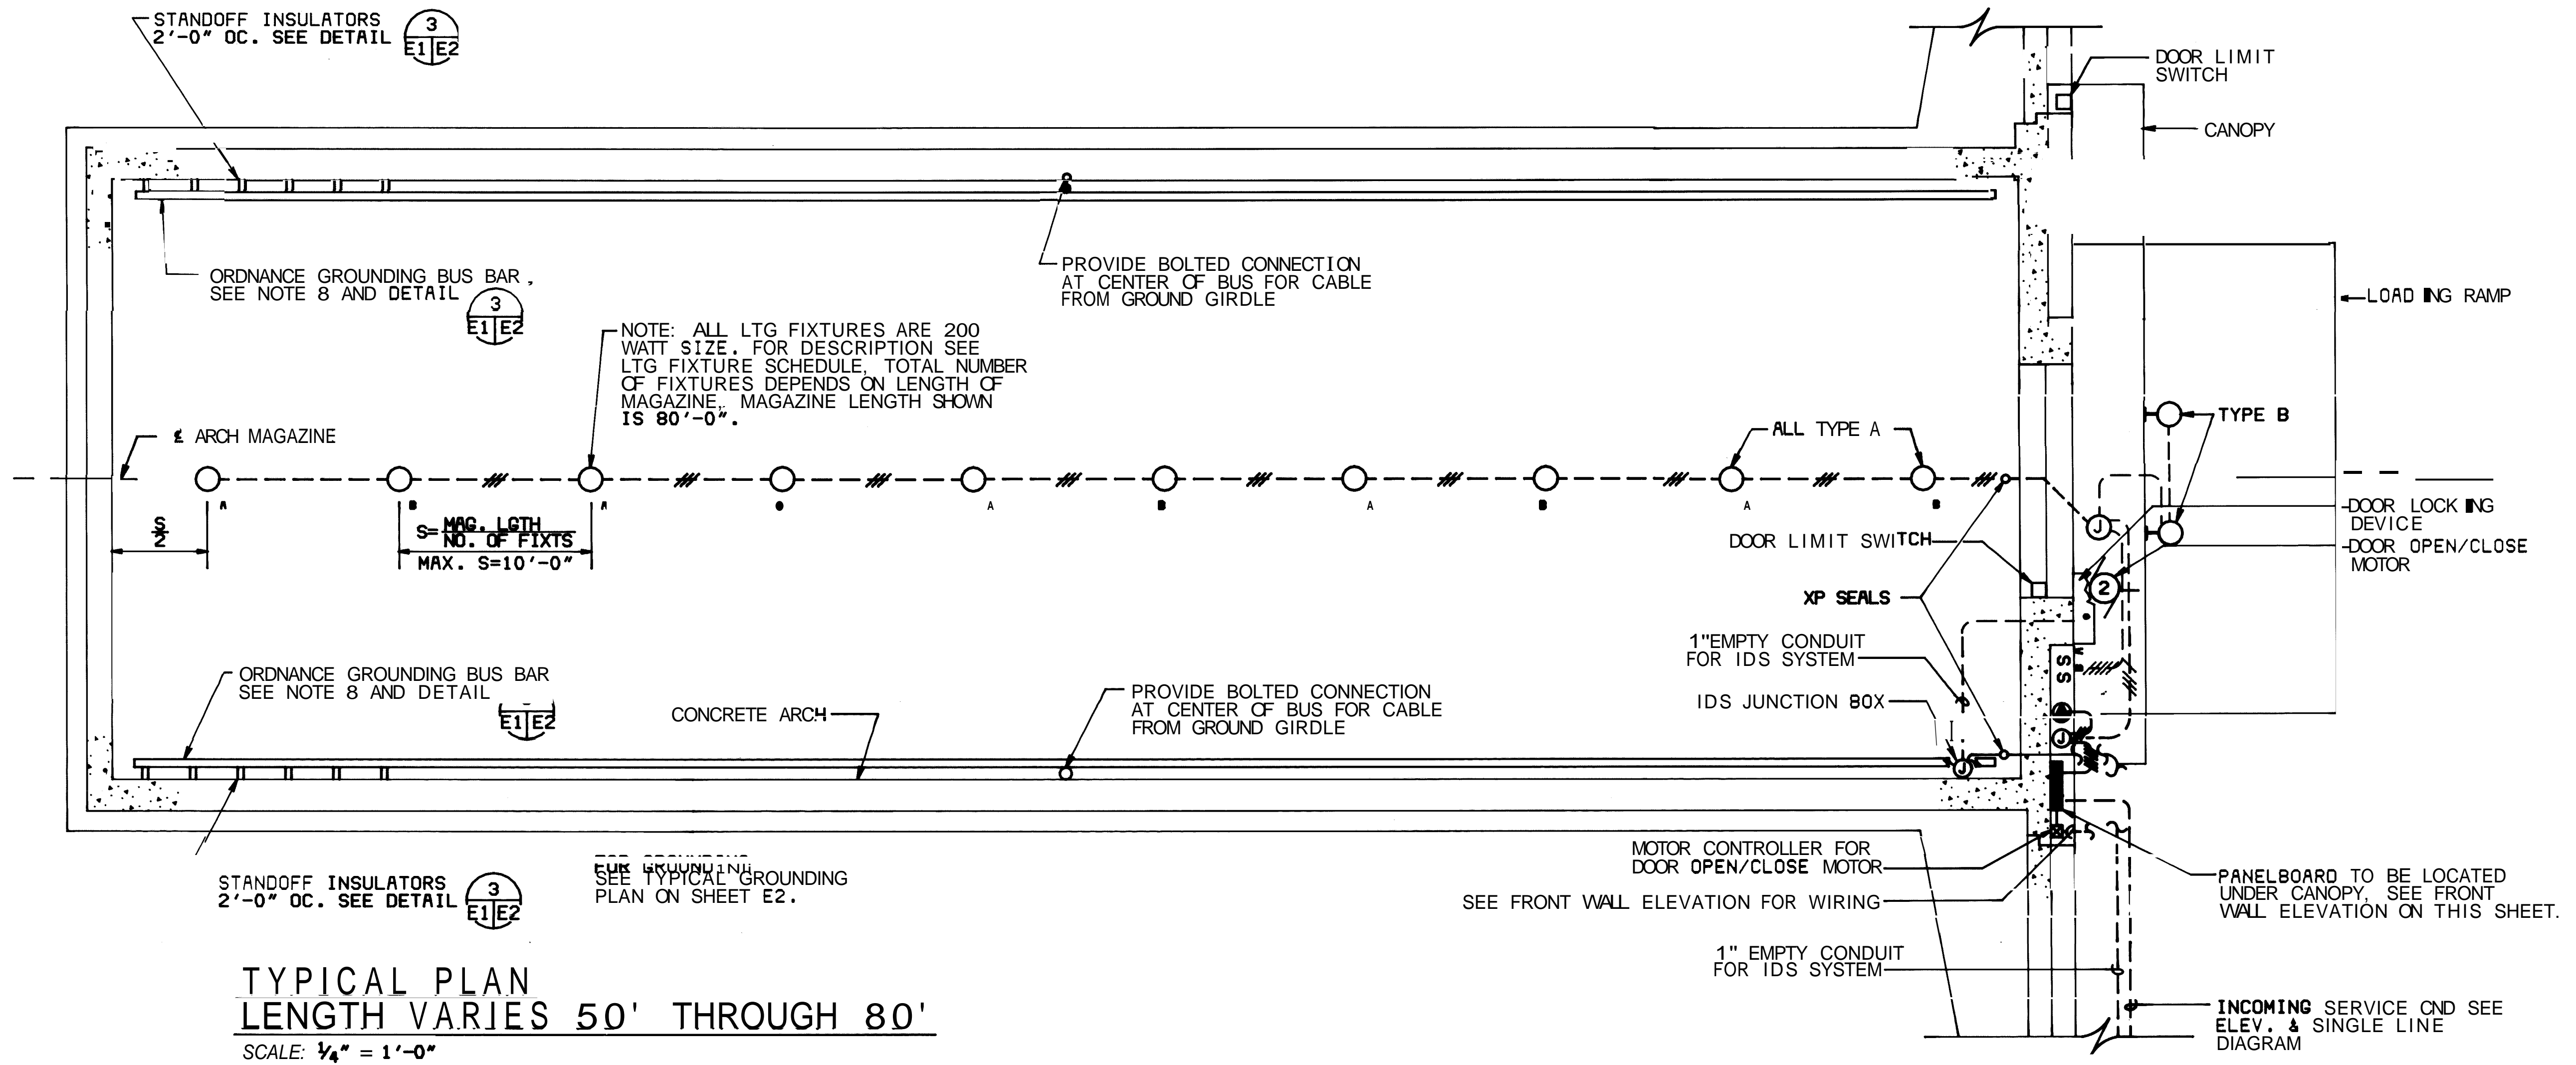 STANDOFF INSULATORS
2'-0" OC. SEE DETAIL
3
E1 E2
DOOR LIMIT
SWITCH
CANOPY
ORDNANCE GROUNDING BUS BAR,
SEE NOTE 8 AND DETAIL
3
E1 E2
PROVIDE BOLTED CONNECTION
AT CENTER OF BUS FOR CABLE
FROM GROUND GIRDLE
LOADING RAMP
NOTE: ALL LTG FIXTURES ARE 200
WATT SIZE. FOR DESCRIPTION SEE
LTG FIXTURE SCHEDULE, TOTAL NUMBER
OF FIXTURES DEPENDS ON LENGTH OF
MAGAZINE, MAGAZINE LENGTH SHOWN
IS 80'-0".
℄ ARCH MAGAZINE
ALL TYPE A
TYPE B
A B A A B A B A B
S
2
S= MAG. LGTH
NO. OF FIXTS
MAX. S=10'-0"
DOOR LOCKING
DEVICE
DOOR OPEN/CLOSE
MOTOR
J
DOOR LIMIT SWITCH
2
XP SEALS
1" EMPTY CONDUIT
FOR IDS SYSTEM
S
S
IDS JUNCTION BOX
J
J
ORDNANCE GROUNDING BUS BAR
SEE NOTE 8 AND DETAIL
E1 E2
CONCRETE ARCH
PROVIDE BOLTED CONNECTION
AT CENTER OF BUS FOR CABLE
FROM GROUND GIRDLE
STANDOFF INSULATORS
2'-0" OC. SEE DETAIL
3
E1 E2
FOR GROUNDING
SEE TYPICAL GROUNDING
PLAN ON SHEET E2.
MOTOR CONTROLLER FOR
DOOR OPEN/CLOSE MOTOR
SEE FRONT WALL ELEVATION FOR WIRING
PANELBOARD TO BE LOCATED
UNDER CANOPY, SEE FRONT
WALL ELEVATION ON THIS SHEET.
1" EMPTY CONDUIT
FOR IDS SYSTEM
INCOMING SERVICE CND SEE
ELEV. & SINGLE LINE
DIAGRAM
TYPICAL PLAN
LENGTH VARIES 50' THROUGH 80'
SCALE: 1/4" = 1'-0"